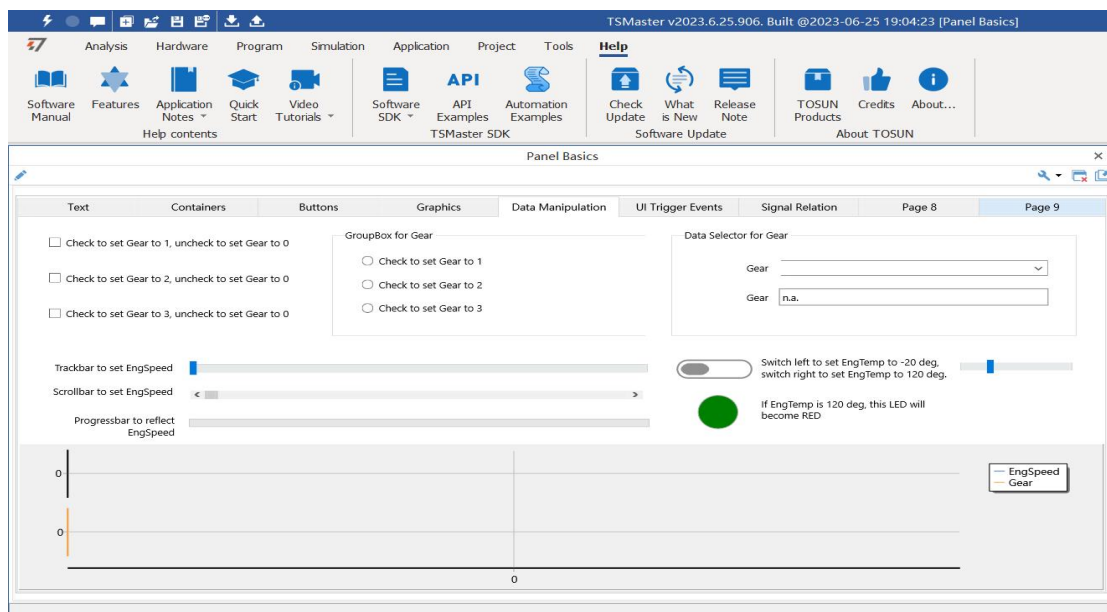 TSMaster v2023.6.25.906. Built @2023-06-25 19:04:23 [Panel Basics]
Analysis Hardware Program Simulation Application Project Tools Help
API
Software Manual
Features
Application Notes
Quick Start
Video Tutorials
Software SDK
API Examples
Automation Examples
Check Update
What is New
Release Note
TOSUN Products
Credits
About...
Help contents
TSMaster SDK
Software Update
About TOSUN
Panel Basics
Text Containers Buttons Graphics Data Manipulation UI Trigger Events Signal Relation Page 8 Page 9
Check to set Gear to 1, uncheck to set Gear to 0
Check to set Gear to 2, uncheck to set Gear to 0
Check to set Gear to 3, uncheck to set Gear to 0
GroupBox for Gear
Check to set Gear to 1
Check to set Gear to 2
Check to set Gear to 3
Data Selector for Gear
Gear
Gear n.a.
Trackbar to set EngSpeed
Scrollbar to set EngSpeed
Progressbar to reflect
EngSpeed
Switch left to set EngTemp to -20 deg,
switch right to set EngTemp to 120 deg.
If EngTemp is 120 deg, this LED will
become RED
0
0
0
EngSpeed
Gear